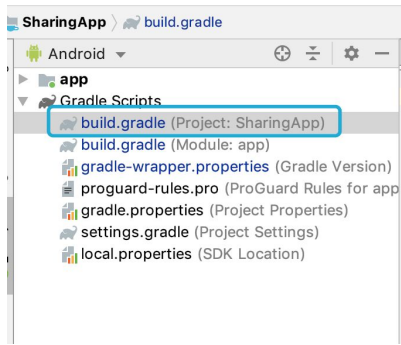 SharingApp build.gradle
Android
app
Gradle Scripts
build.gradle (Project: SharingApp)
build.gradle (Module: app)
gradle-wrapper.properties (Gradle Version)
proguard-rules.pro (ProGuard Rules for app
gradle.properties (Project Properties)
settings.gradle (Project Settings)
local.properties (SDK Location)